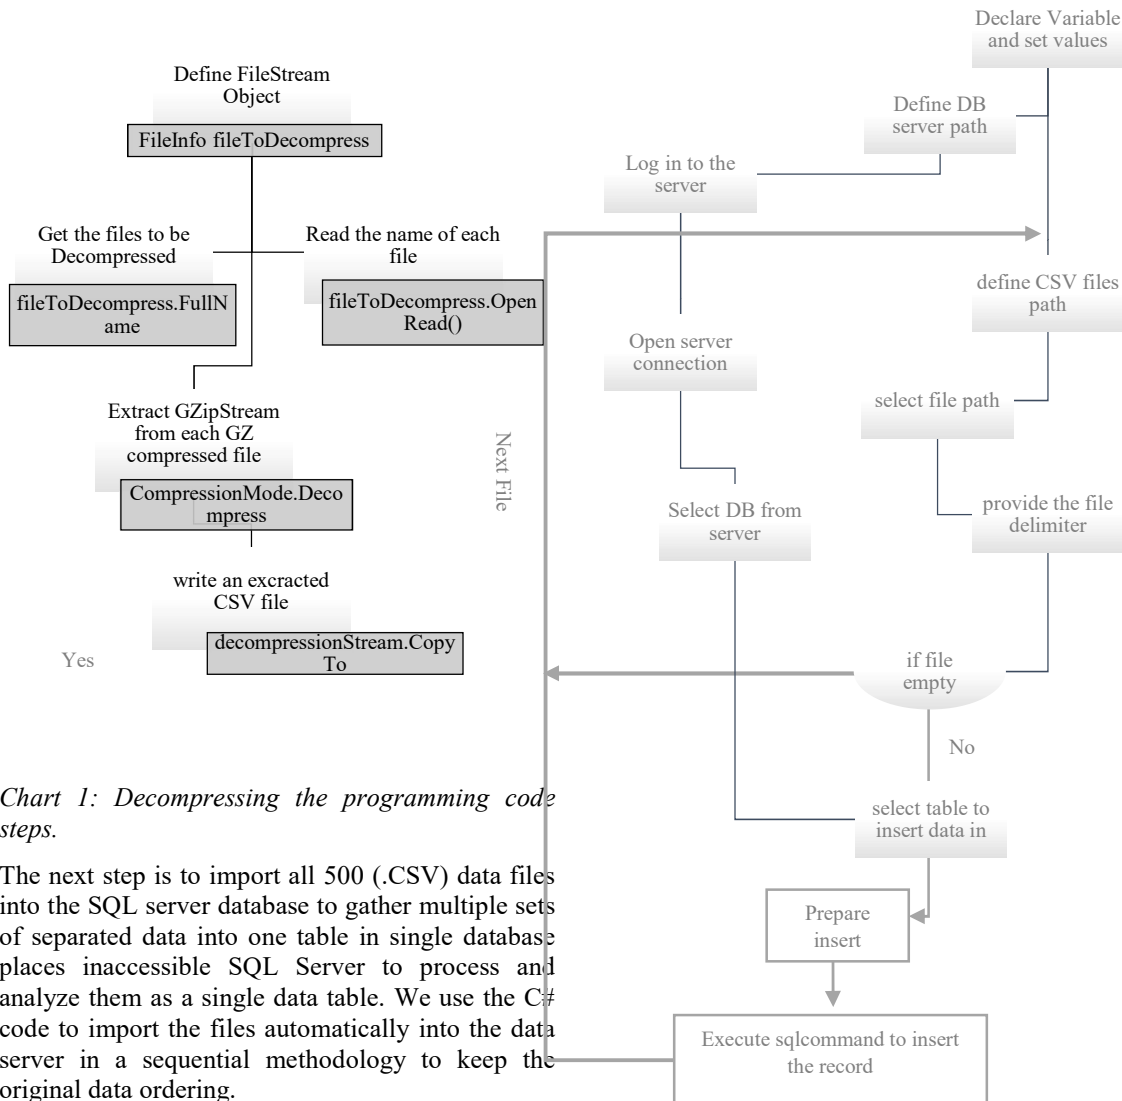 Define FileStream
Object
FileInfo fileToDecompress
Get the files to be
Decompressed
fileToDecompress.FullN
ame
Read the name of each
file
fileToDecompress.Open
Read()
Extract GZipStream
from each GZ
compressed file
CompressionMode.Deco
mpress
write an excracted
CSV file
decompressionStream.Copy
To
Yes
Chart 1: Decompressing the programming code
steps.
The next step is to import all 500 (.CSV) data files
into the SQL server database to gather multiple sets
of separated data into one table in single database
places inaccessible SQL Server to process and
analyze them as a single data table. We use the C#
code to import the files automatically into the data
server in a sequential methodology to keep the
original data ordering.
Declare Variable
and set values
Define DB
server path
Log in to the
server
Open server
connection
Select DB from
server
define CSV files
path
select file path
provide the file
delimiter
Next File
if file
empty
No
select table to
insert data in
Prepare
insert
Execute sqlcommand to insert
the record